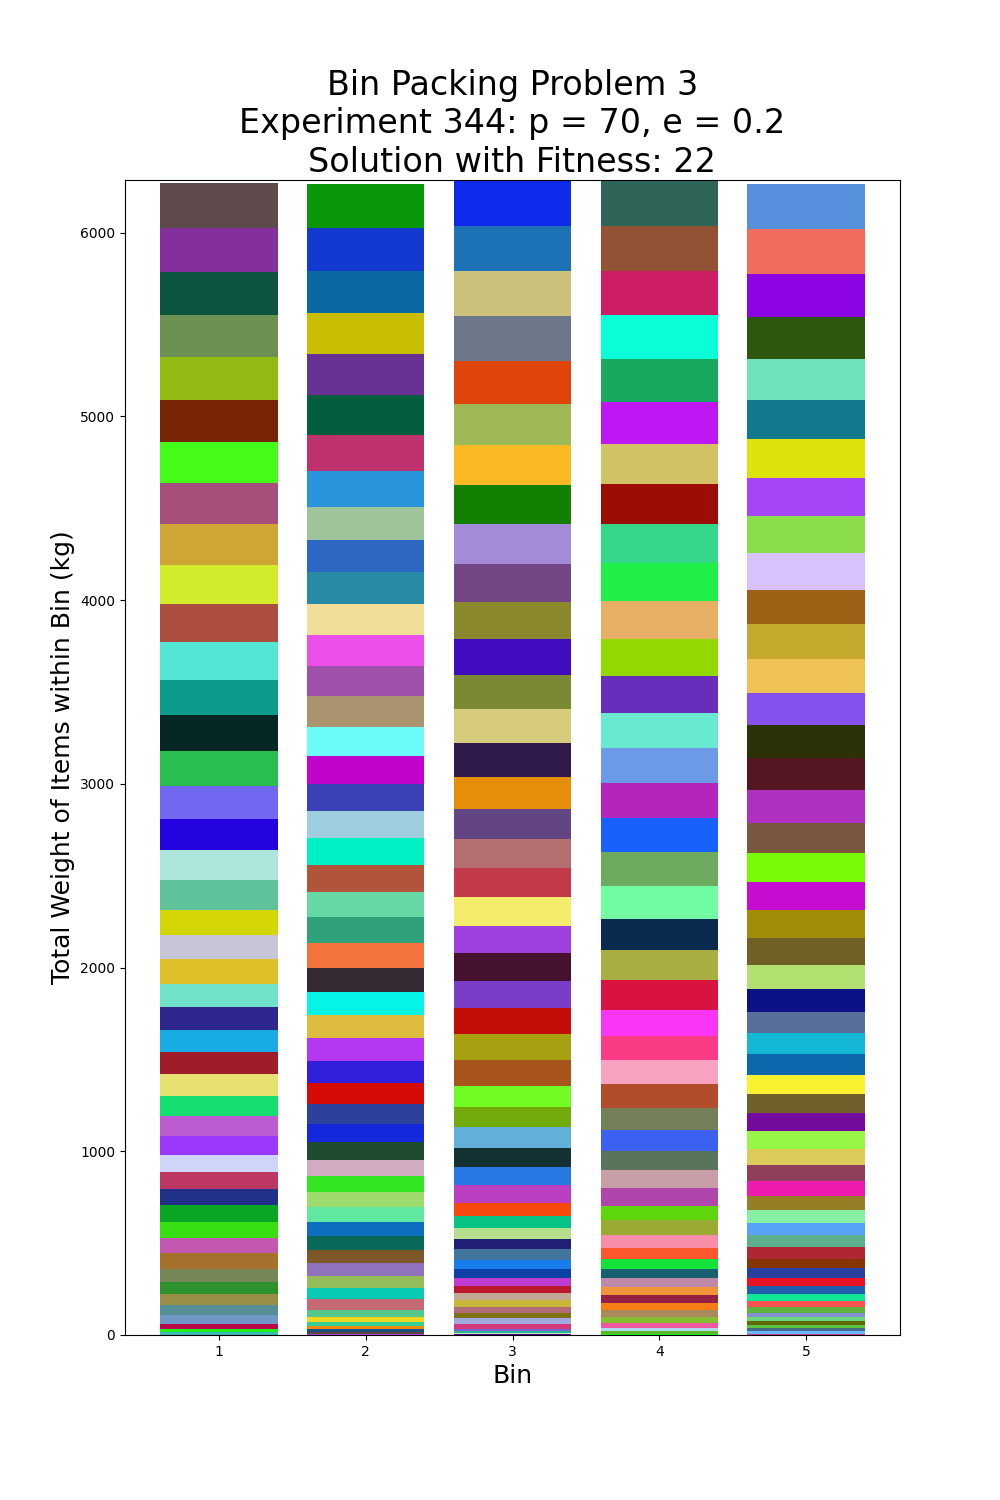 Bin Packing Problem 3
Experiment 344: p = 70, e = 0.2
Solution with Fitness: 22
Total Weight of Items within Bin (kg)
6000
5000
4000
3000
2000
1000
0
1 2 3 4 5
Bin